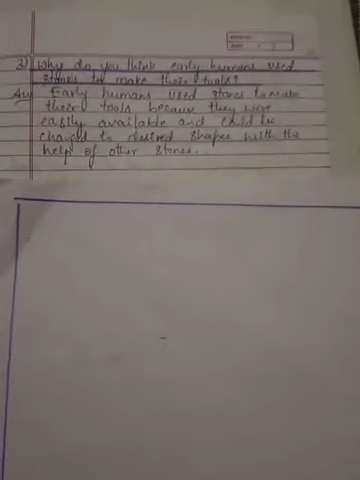 3) Why do you think early humans used
stones to make their tools?
Ans Early humans used stones to make
their tools because they were
easily available and could be
changed to desired shapes with the
help of other stones.